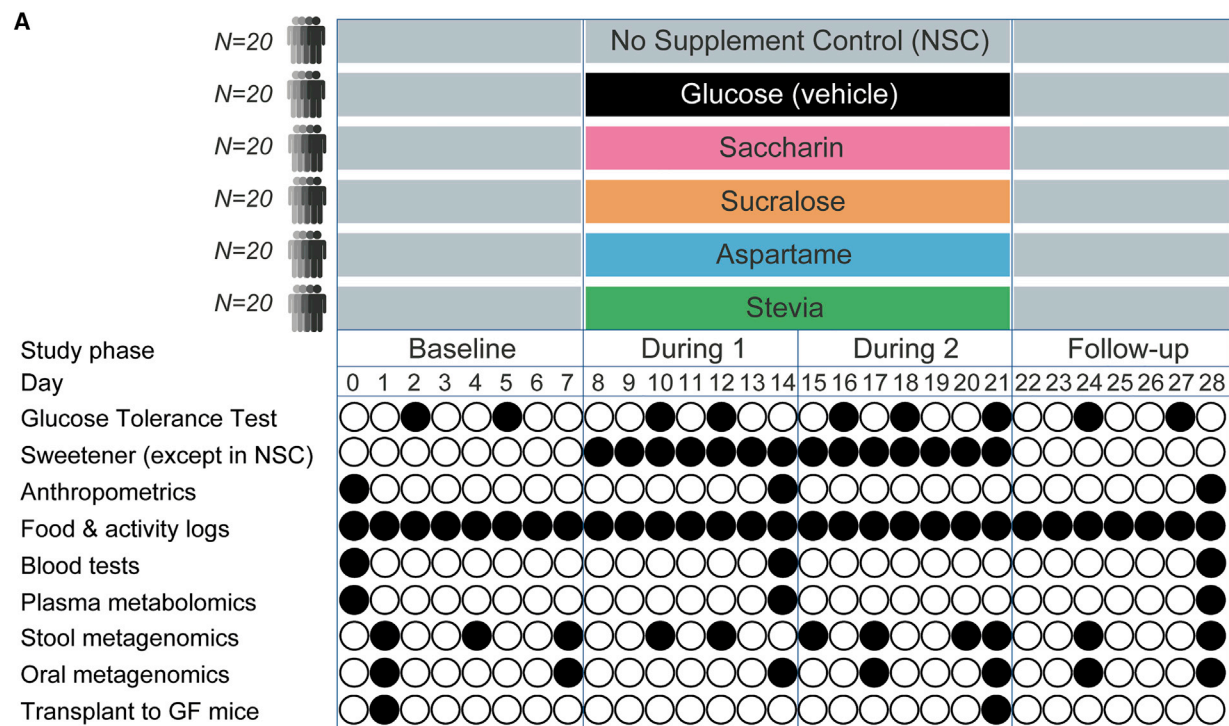 A
N=20 No Supplement Control (NSC)
N=20 Glucose (vehicle)
N=20 Saccharin
N=20 Sucralose
N=20 Aspartame
N=20 Stevia
Study phase Baseline During 1 During 2 Follow-up
Day 0 1 2 3 4 5 6 7 8 9 10 11 12 13 14 15 16 17 18 19 20 21 22 23 24 25 26 27 28
Glucose Tolerance Test
Sweetener (except in NSC)
Anthropometrics
Food & activity logs
Blood tests
Plasma metabolomics
Stool metagenomics
Oral metagenomics
Transplant to GF mice